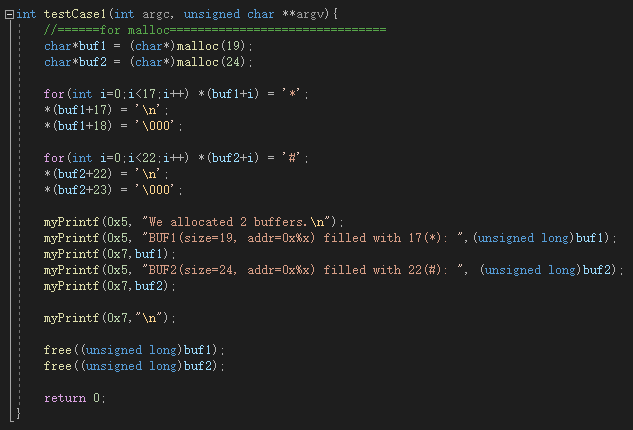 int testCase1(int argc, unsigned char **argv){
//======for malloc===============================
char*buf1 = (char*)malloc(19);
char*buf2 = (char*)malloc(24);
for(int i=0;i<17;i++) *(buf1+i) = '*';
*(buf1+17) = '\n';
*(buf1+18) = '\000';
for(int i=0;i<22;i++) *(buf2+i) = '#';
*(buf2+22) = '\n';
*(buf2+23) = '\000';
myPrintf(0x5, "We allocated 2 buffers.\n");
myPrintf(0x5, "BUF1(size=19, addr=0x%x) filled with 17(*): ",(unsigned long)buf1);
myPrintf(0x7,buf1);
myPrintf(0x5, "BUF2(size=24, addr=0x%x) filled with 22(#): ", (unsigned long)buf2);
myPrintf(0x7,buf2);
myPrintf(0x7,"\n");
free((unsigned long)buf1);
free((unsigned long)buf2);
return 0;
}